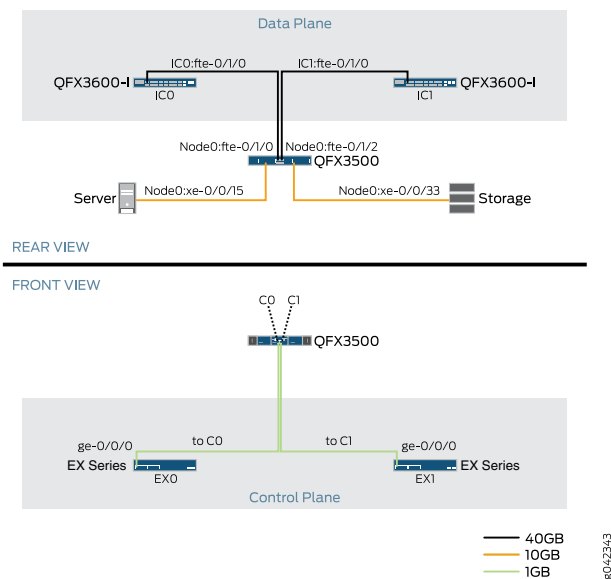 Data Plane
IC0:fte-0/1/0
IC1:fte-0/1/0
QFX3600-I
QFX3600-I
IC0
IC1
Node0:fte-0/1/0
Node0:fte-0/1/2
QFX3500
Server
Node0:xe-0/0/15
Node0:xe-0/0/33
Storage
REAR VIEW
FRONT VIEW
C0
C1
QFX3500
ge-0/0/0
to C0
to C1
ge-0/0/0
EX Series
EX Series
EX0
EX1
Control Plane
40GB
10GB
1GB
g042343